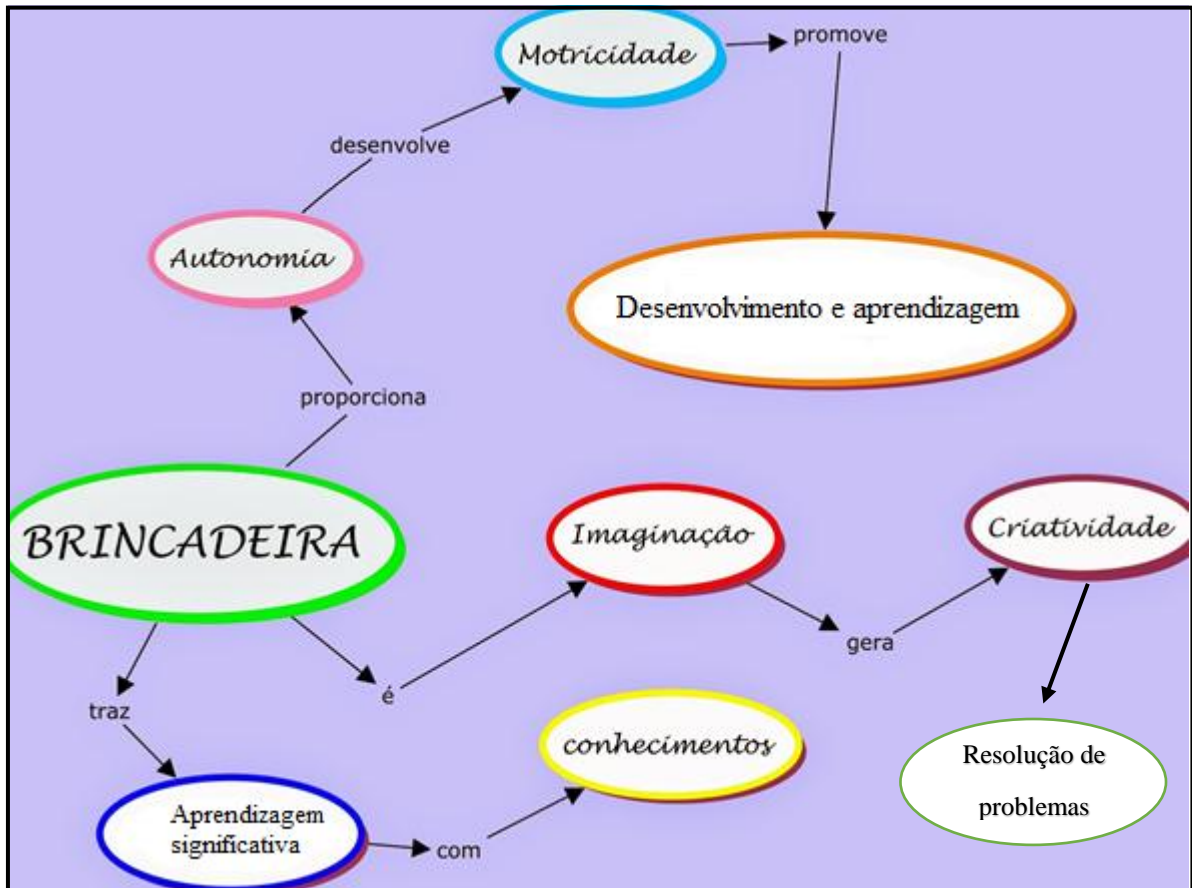 Motricidade
promove
desenvolve
Autonomia
Desenvolvimento e aprendizagem
proporciona
BRINCADEIRA
Imaginação
Criatividade
gera
é
traz
conhecimentos
Resolução de
problemas
Aprendizagem
significativa
com